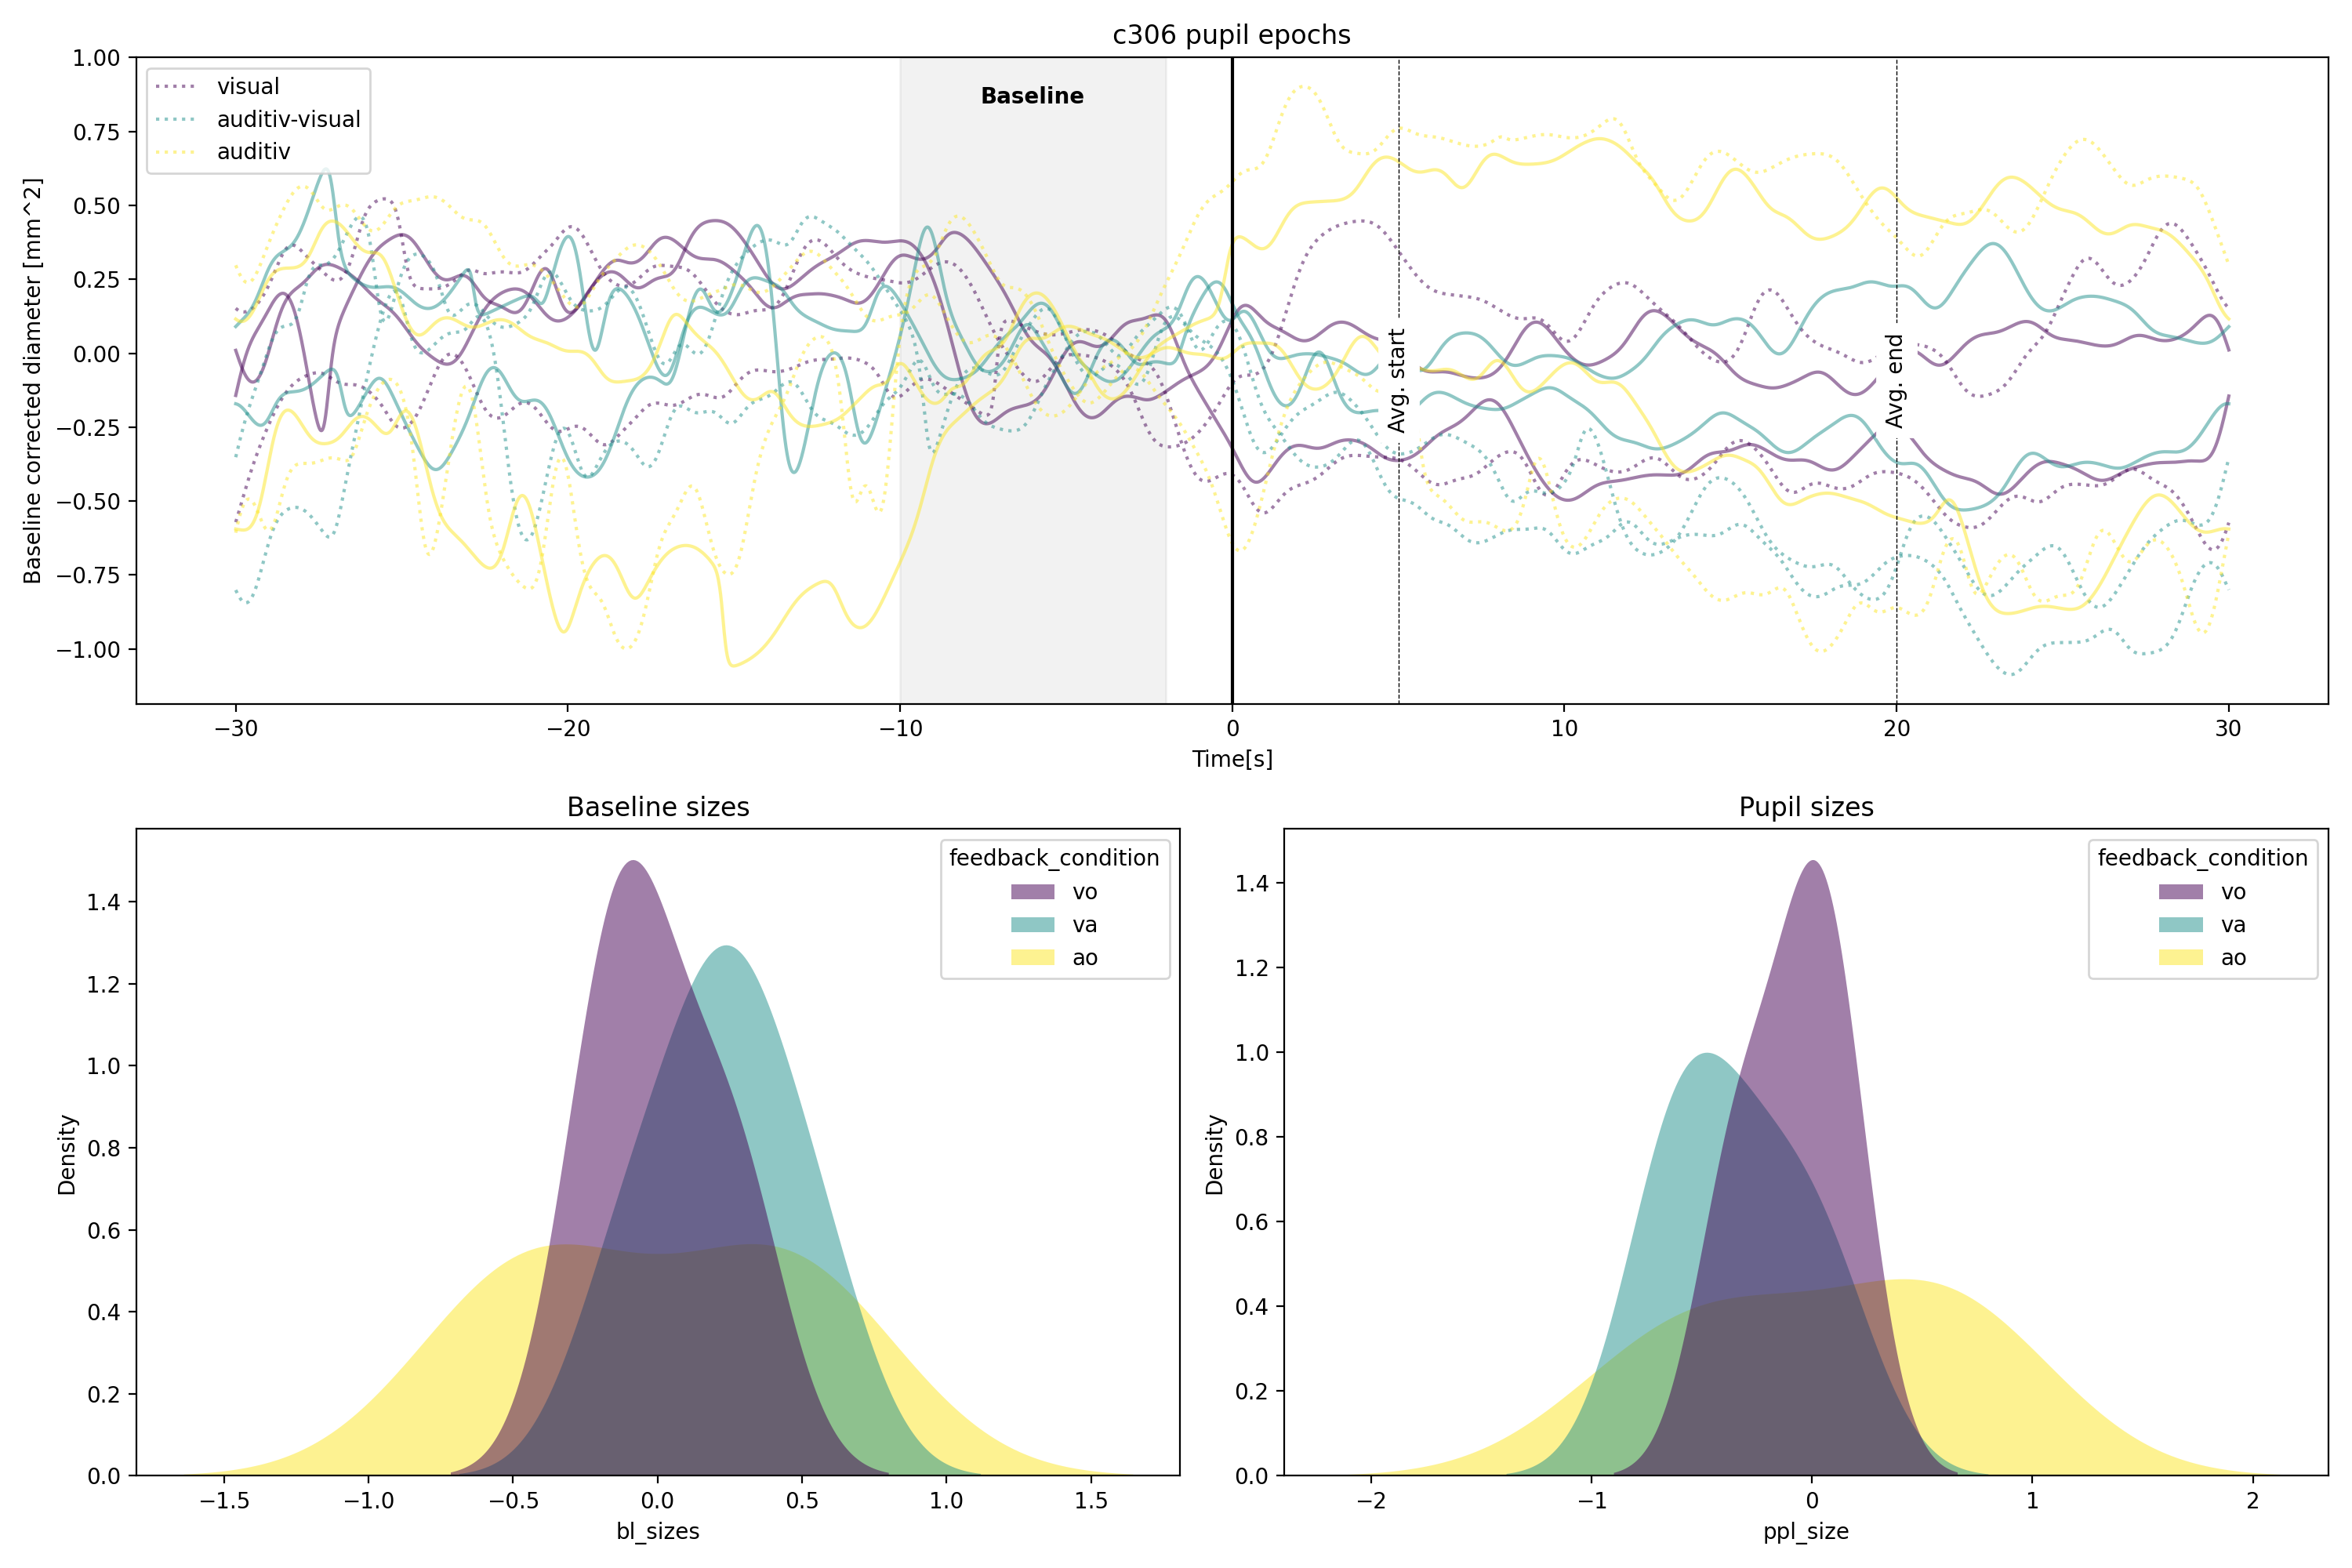 c306 pupil epochs
1.00
0.75
0.50
0.25
0.00
−0.25
−0.50
−0.75
−1.00
Baseline corrected diameter [mm^2]
visual
auditiv-visual
auditiv
Baseline
Avg. start
Avg. end
−30
−20
−10
0
10
20
30
Time[s]
Baseline sizes
1.4
1.2
1.0
0.8
0.6
0.4
0.2
0.0
Density
feedback_condition
vo
va
ao
−1.5
−1.0
−0.5
0.0
0.5
1.0
1.5
bl_sizes
Pupil sizes
1.4
1.2
1.0
0.8
0.6
0.4
0.2
0.0
Density
feedback_condition
vo
va
ao
−2
−1
0
1
2
ppl_size